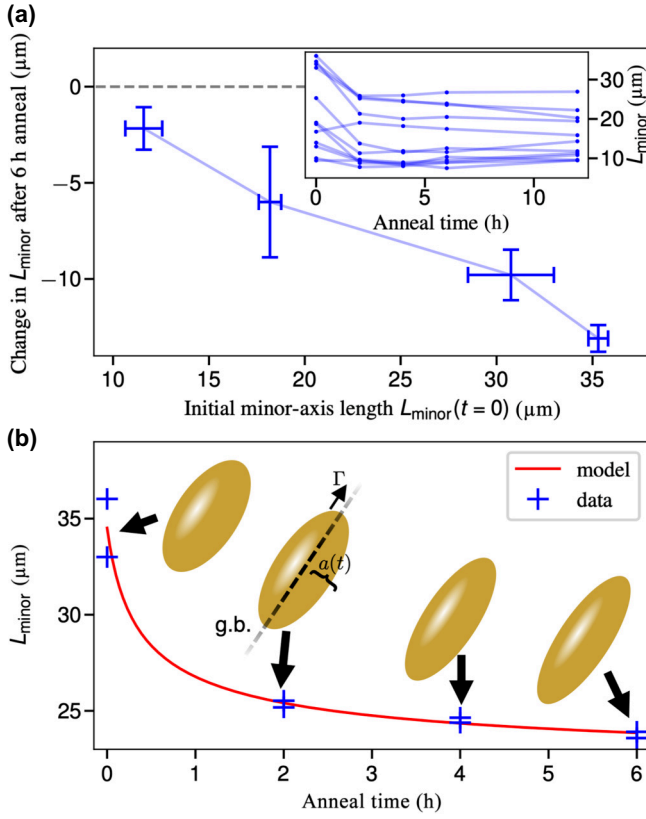 (a)
Change in L_minor after 6 h anneal (μm)
0
−5
−10
10 15 20 25 30 35
Initial minor-axis length L_minor(t = 0) (μm)
30
20
10
L_minor (μm)
0 5 10
Anneal time (h)
(b)
L_minor (μm)
35
30
25
0 1 2 3 4 5 6
Anneal time (h)
Γ
a(t)
g.b.
model
data